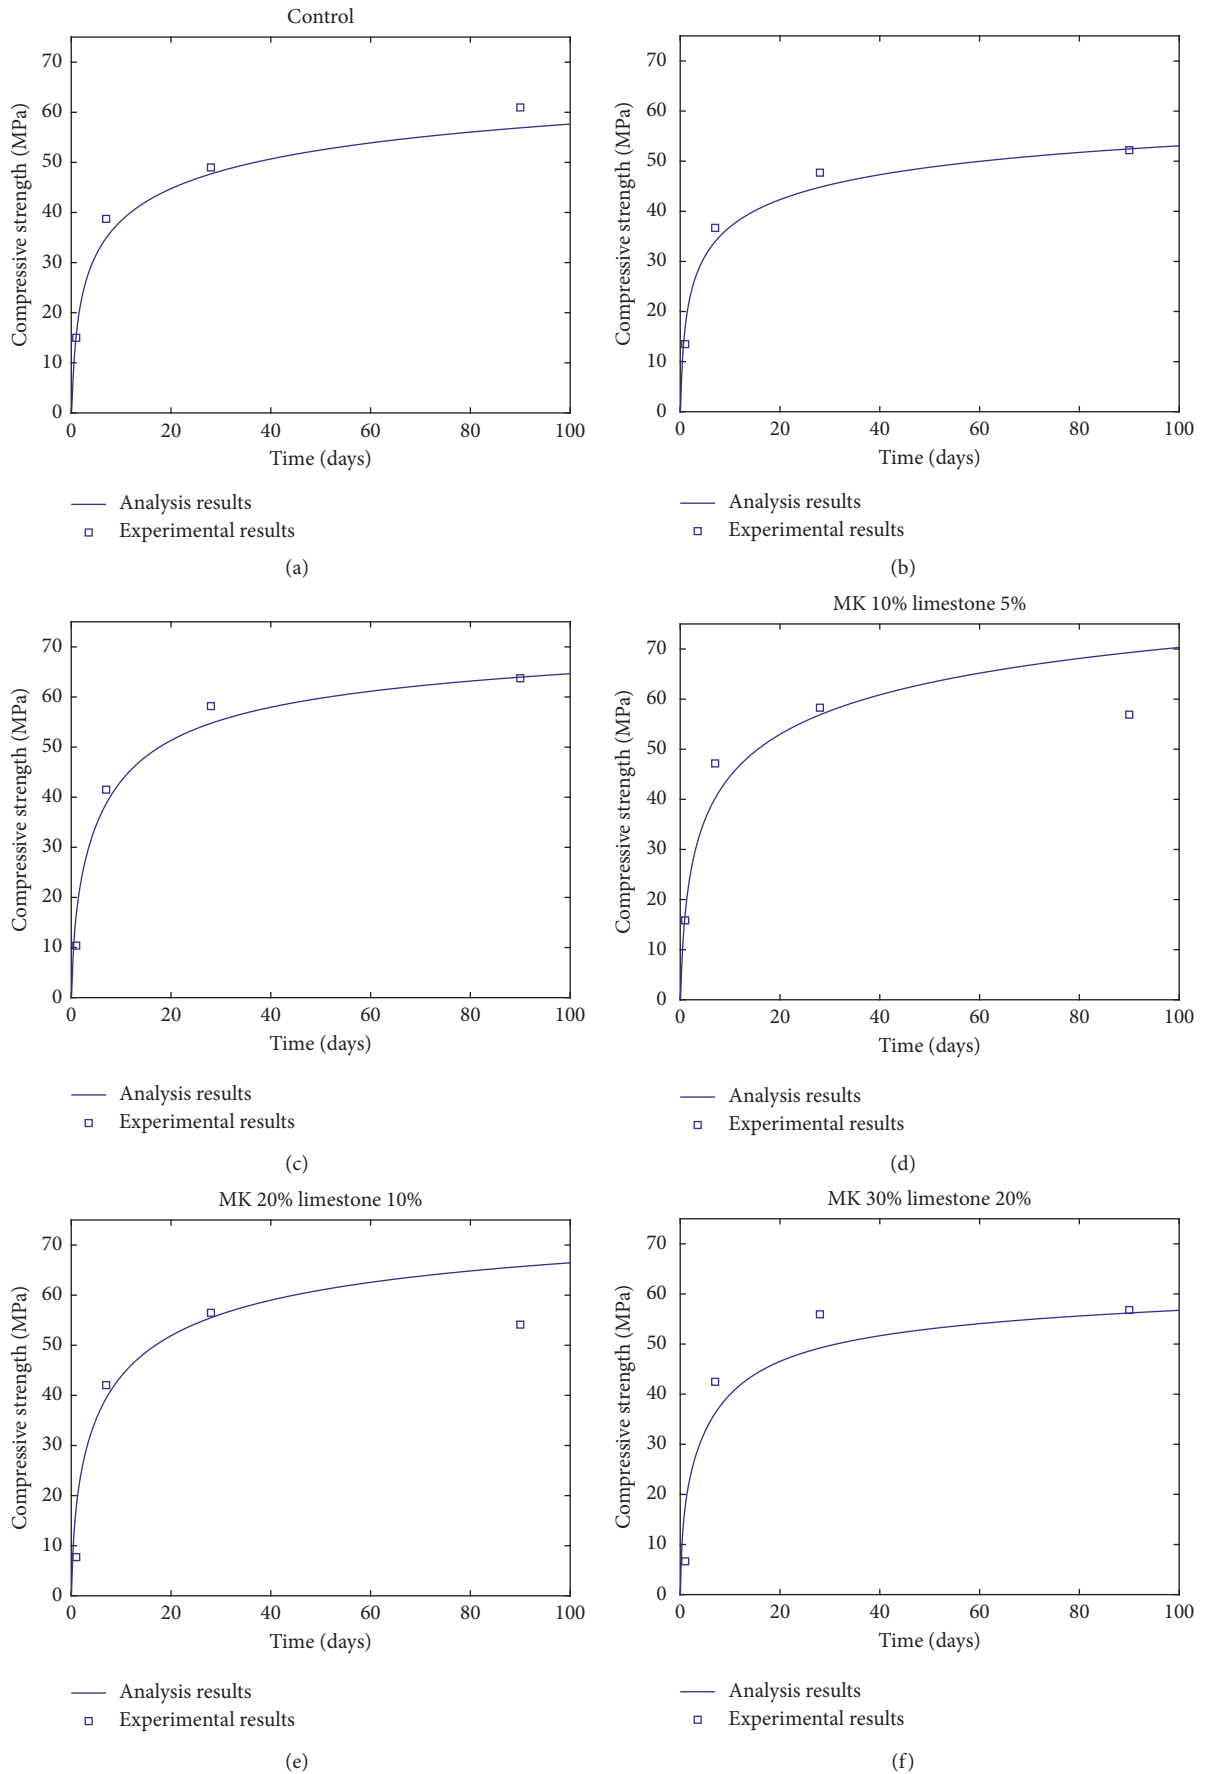 Control
70
60
50
40
30
20
10
0
Compressive strength (MPa)
0 20 40 60 80 100
Time (days)
Analysis results
Experimental results
(a)
70
60
50
40
30
20
10
0
Compressive strength (MPa)
0 20 40 60 80 100
Time (days)
Analysis results
Experimental results
(b)
70
60
50
40
30
20
10
0
Compressive strength (MPa)
0 20 40 60 80 100
Time (days)
Analysis results
Experimental results
(c)
MK 10% limestone 5%
70
60
50
40
30
20
10
0
Compressive strength (MPa)
0 20 40 60 80 100
Time (days)
Analysis results
Experimental results
(d)
MK 20% limestone 10%
70
60
50
40
30
20
10
0
Compressive strength (MPa)
0 20 40 60 80 100
Time (days)
Analysis results
Experimental results
(e)
MK 30% limestone 20%
70
60
50
40
30
20
10
0
Compressive strength (MPa)
0 20 40 60 80 100
Time (days)
Analysis results
Experimental results
(f)